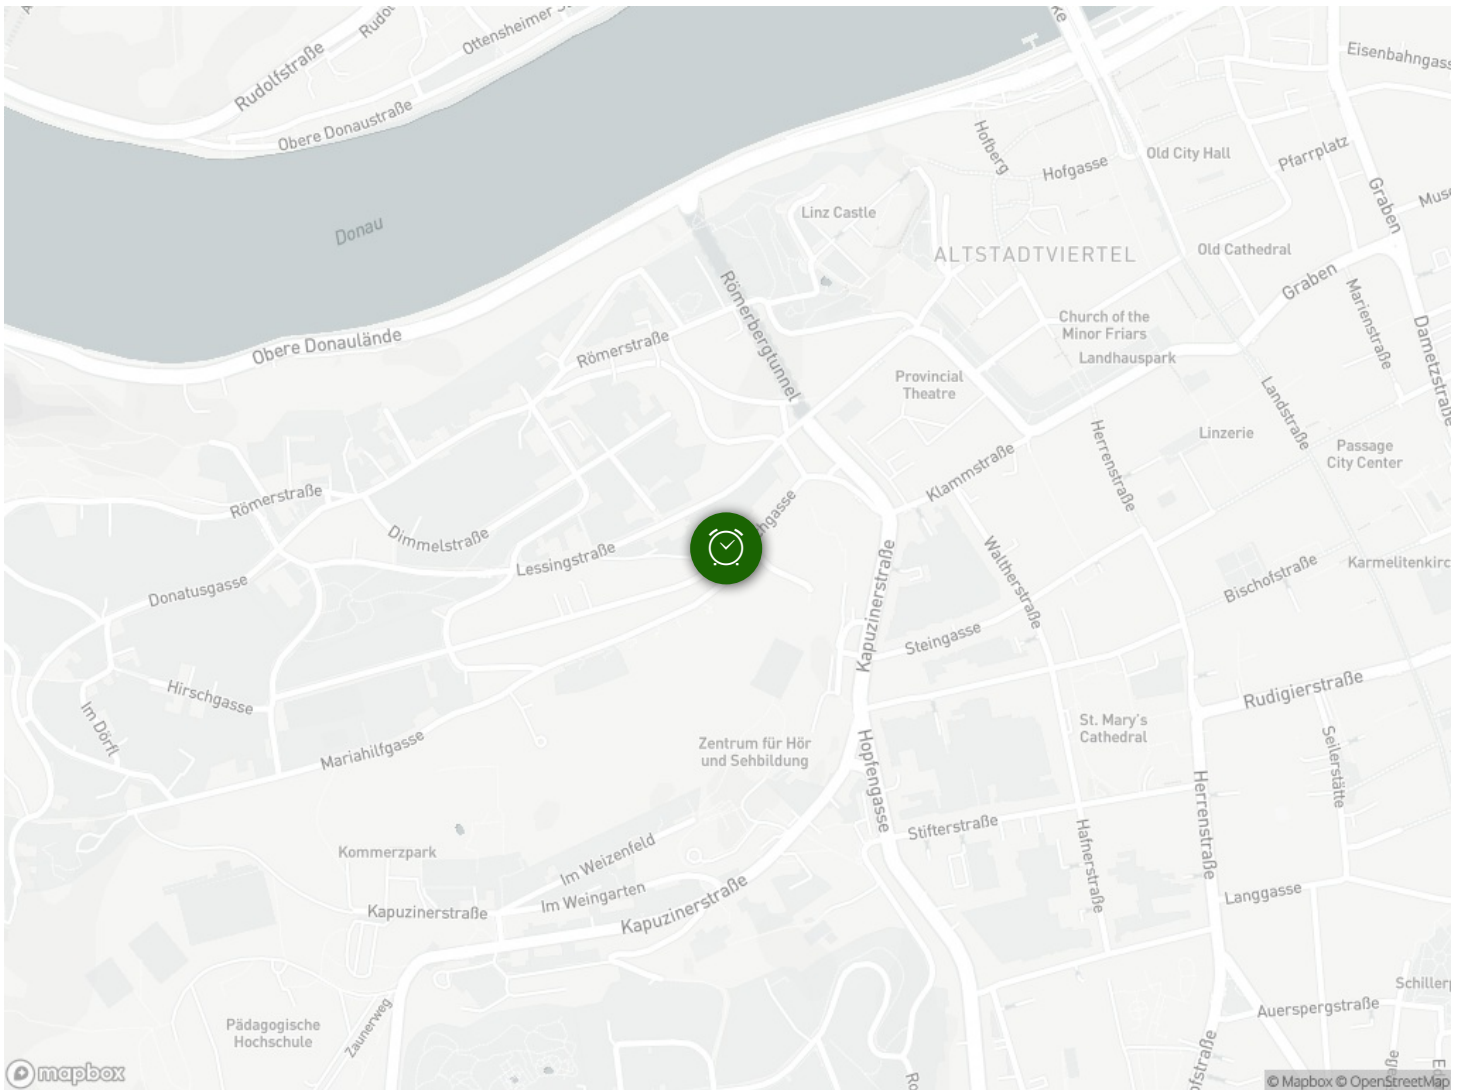 Rudolfstraße
Ottensheimer
Obere Donaustraße
Eisenbahngass
Donau
Hofberg
Hofgasse
Old City Hall
Pfarrplatz
Graben
Linz Castle
ALTSTADTVIERTEL
Old Cathedral
Graben
Römerbergtunnel
Marienstraße
Obere Donaulände
Römerstraße
Church of the
Minor Friars
Landhauspark
Dametzstraße
Provincial
Theatre
Landstraße
Herrenstraße
Linzerie
Passage
City Center
Klammstraße
Römerstraße
Dimmelstraße
Lessingstraße
hgasse
Kapuzinerstraße
Waltherstraße
Bischofstraße
Karmelitenkirc
Donatusgasse
Steingasse
Hirschgasse
Im Dörfl
Rudigierstraße
Mariahilfgasse
Zentrum für Hör
und Sehbildung
St. Mary's
Cathedral
Seilerstätte
Hopfengasse
Herrenstraße
Stifterstraße
Hafnerstraße
Kommerzpark
Im Weizenfeld
Im Weingarten
Kapuzinerstraße
Kapuzinerstraße
Langgasse
Pädagogische
Hochschule
Zaunerweg
Schillerp
Auerspergstraße
ofstraße
mapbox
© Mapbox © OpenStreetMap